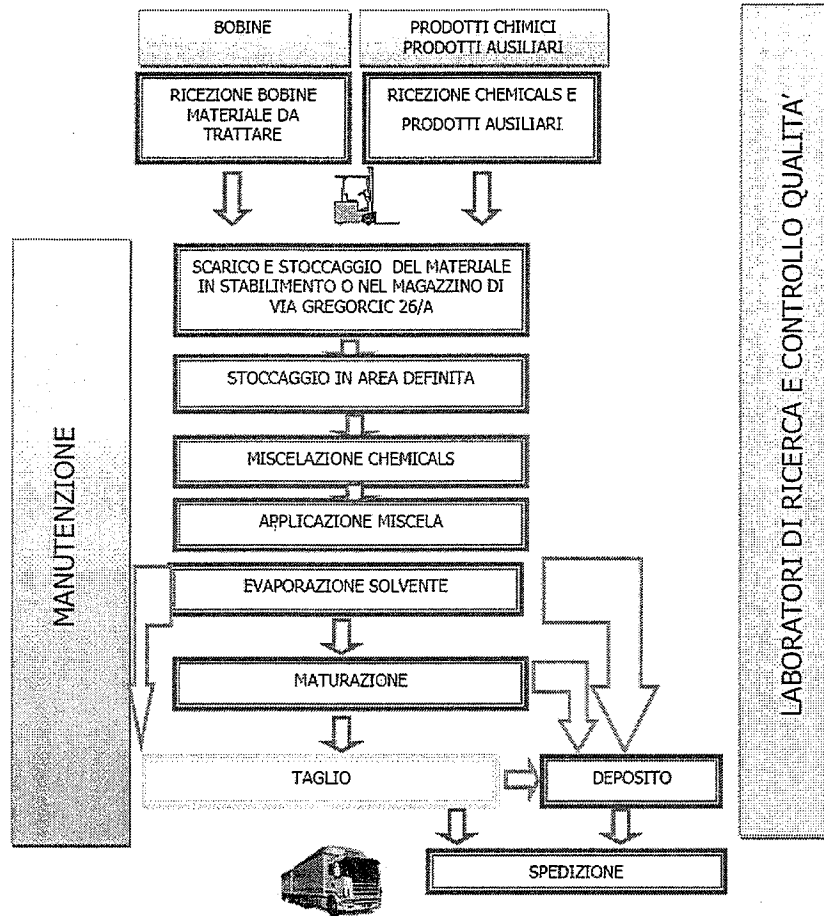 BOBINE
PRODOTTI CHIMICI
PRODOTTI AUSILIARI
RICEZIONE BOBINE
MATERIALE DA
TRATTARE
RICEZIONE CHEMICALS E
PRODOTTI AUSILIARI
SCARICO E STOCCAGGIO DEL MATERIALE
IN STABILIMENTO O NEL MAGAZZINO DI
VIA GREGORCIC 26/A
STOCCAGGIO IN AREA DEFINITA
MISCELAZIONE CHEMICALS
APPLICAZIONE MISCELA
EVAPORAZIONE SOLVENTE
MATURAZIONE
TAGLIO
DEPOSITO
SPEDIZIONE
MANUTENZIONE
LABORATORI DI RICERCA E CONTROLLO QUALITA'